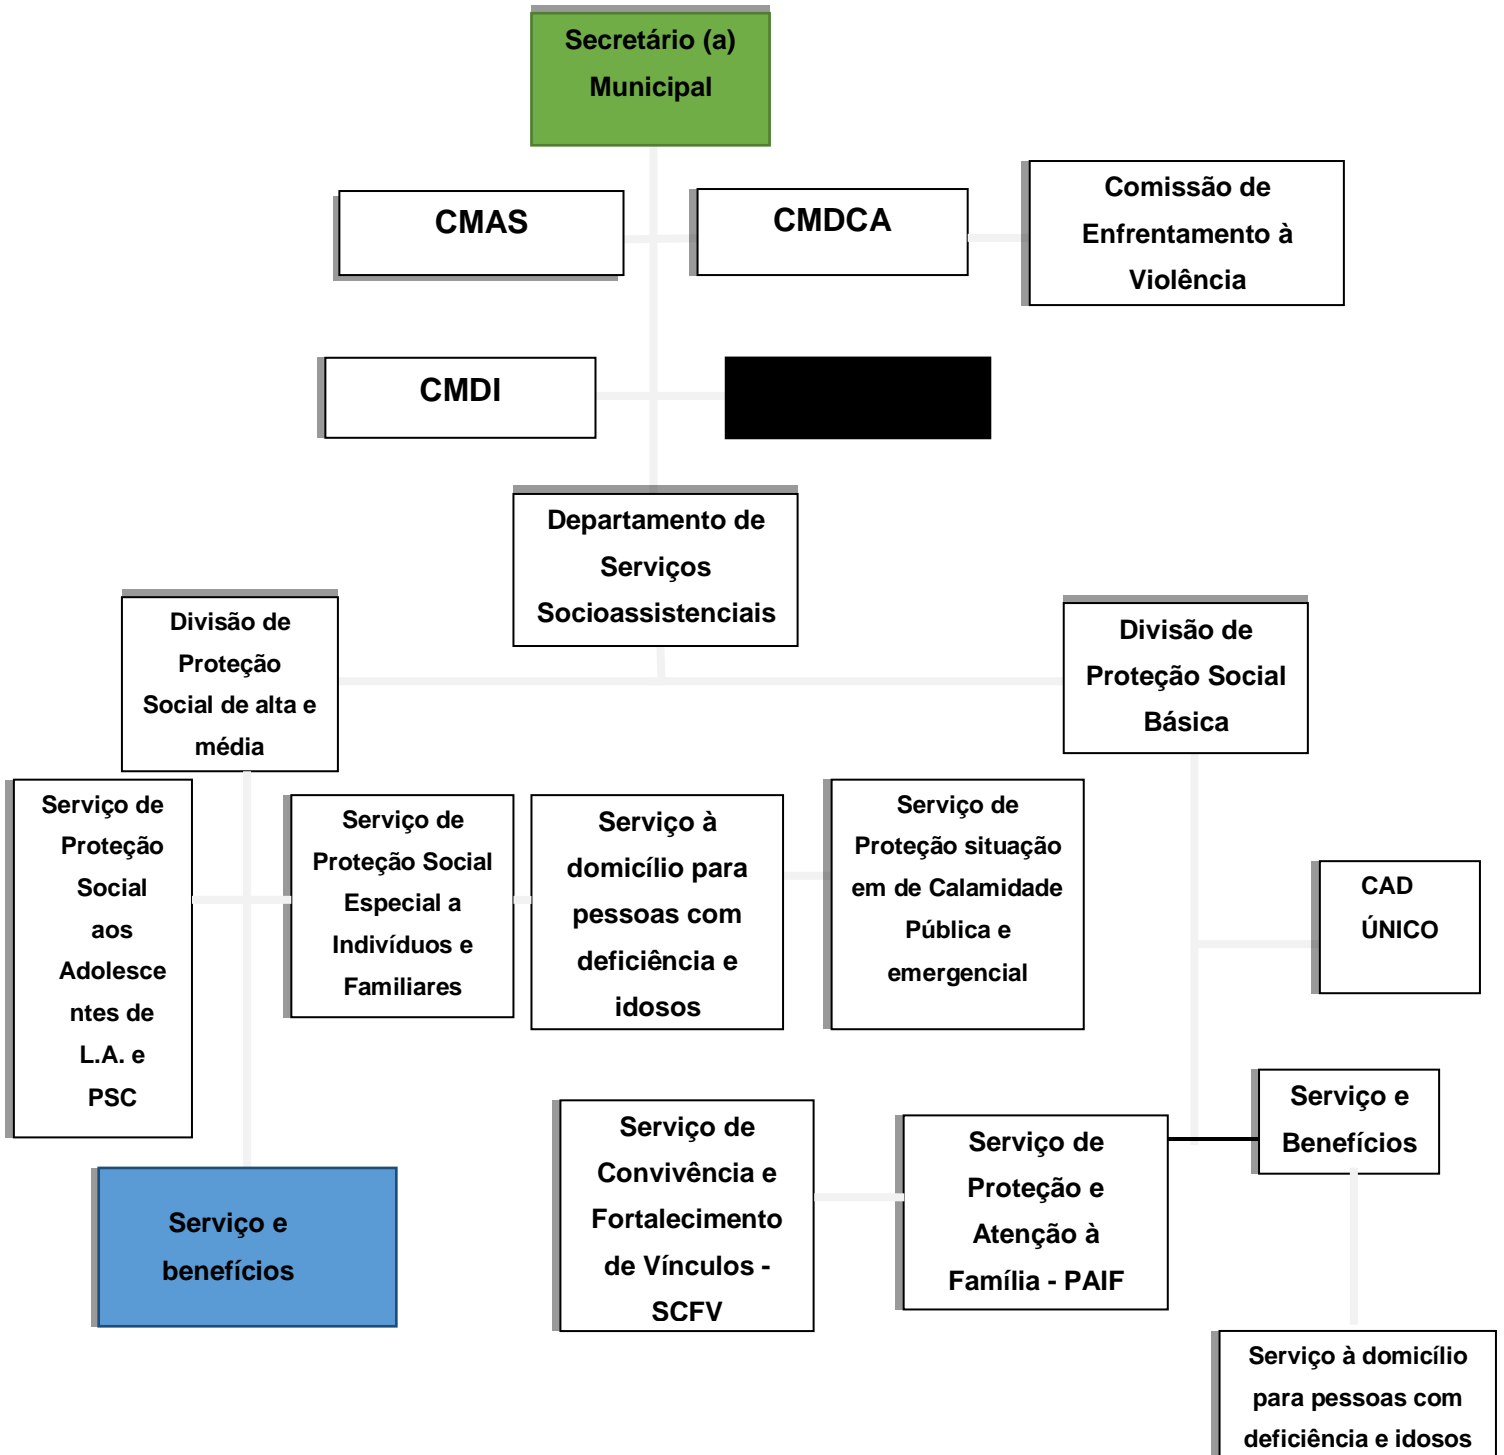 Secretário (a)
Municipal
CMAS
CMDCA
Comissão de
Enfrentamento à
Violência
CMDI
Departamento de
Serviços
Socioassistenciais
Divisão de
Proteção
Social de alta e
média
Divisão de
Proteção Social
Básica
Serviço de
Proteção
Social
aos
Adolesce
ntes de
L.A. e
PSC
Serviço de
Proteção Social
Especial a
Indivíduos e
Familiares
Serviço à
domicílio para
pessoas com
deficiência e
idosos
Serviço de
Proteção situação
em de Calamidade
Pública e
emergencial
CAD
ÚNICO
Serviço e
benefícios
Serviço de
Convivência e
Fortalecimento
de Vínculos -
SCFV
Serviço de
Proteção e
Atenção à
Família - PAIF
Serviço e
Benefícios
Serviço à domicílio
para pessoas com
deficiência e idosos